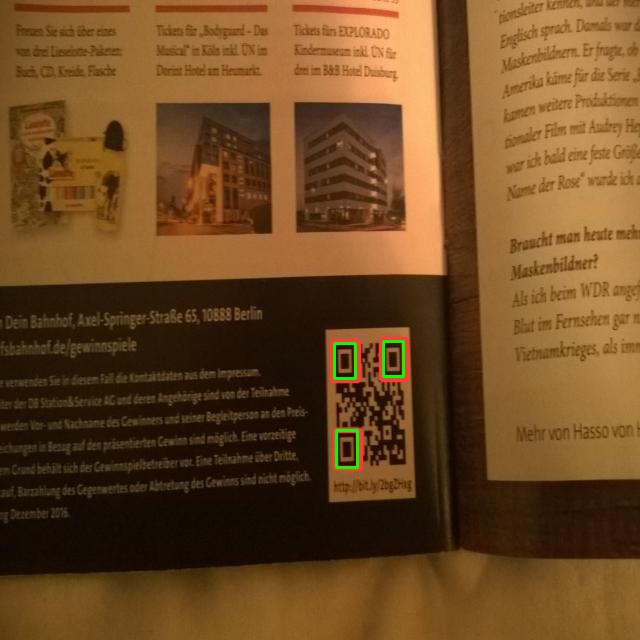 Freuen Sie sich über eines
von drei Lieselotte-Paketen:
Buch, CD, Kreide, Flasche
Tickets für „Bodyguard – Das
Musical“ in Köln inkl. ÜN im
Dorint Hotel am Heumarkt.
Tickets fürs EXPLORADO
Kindermuseum inkl. ÜN für
drei im B&B Hotel Duisburg.
Dein Bahnhof, Axel-Springer-Straße 65, 10888 Berlin
fsbahnhof.de/gewinnspiele
verwenden Sie in diesem Fall die Kontaktdaten aus dem Impressum.
ter der DB Station&Service AG und deren Angehörige sind von der Teilnahme
werden Vor- und Nachname des Gewinners und seiner Begleitperson an den Preis-
eichungen in Bezug auf den präsentierten Gewinn sind möglich. Eine vorzeitige
em Grund behält sich der Gewinnspielbetreiber vor. Eine Teilnahme über Dritte,
auf, Barzahlung des Gegenwertes oder Abtretung des Gewinns sind nicht möglich.
ng Dezember 2016.
http://bit.ly/2bgZHxg
tionsleiter kennen, und der
Englisch sprach. Damals war
Maskenbildnern. Er fragte, ob
Amerika käme für die Serie
kamen weitere Produktionen
tionaler Film mit Audrey He
war ich bald eine feste Größe
Name der Rose“ wurde ich
Braucht man heute meh
Maskenbildner?
Als ich beim WDR angef
Blut im Fernsehen gar n
Vietnamkrieges, als imm
Mehr von Hasso von H